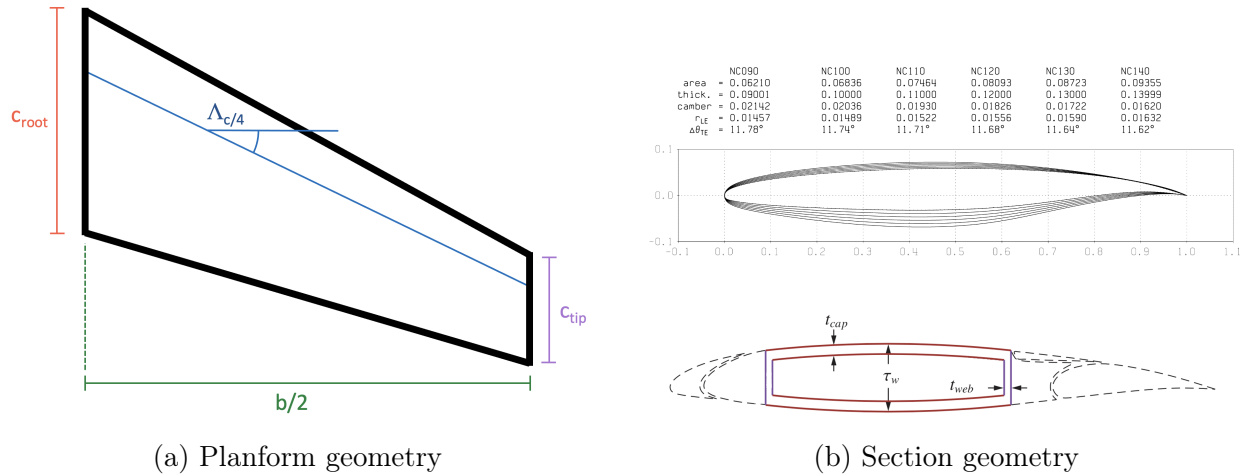 c_root
Λ_c/4
c_tip
b/2
(a) Planform geometry
NC090 NC100 NC110 NC120 NC130 NC140
area = 0.06210 0.06836 0.07464 0.08093 0.08723 0.09355
thick. = 0.09001 0.10000 0.11000 0.12000 0.13000 0.13999
camber = 0.02142 0.02036 0.01930 0.01826 0.01722 0.01620
r_LE = 0.01457 0.01489 0.01522 0.01556 0.01590 0.01632
Δθ_TE = 11.78° 11.74° 11.71° 11.68° 11.64° 11.62°
0.1
0.0
-0.1
-0.1 0.0 0.1 0.2 0.3 0.4 0.5 0.6 0.7 0.8 0.9 1.0 1.1
t_cap
τ_w
t_web
(b) Section geometry